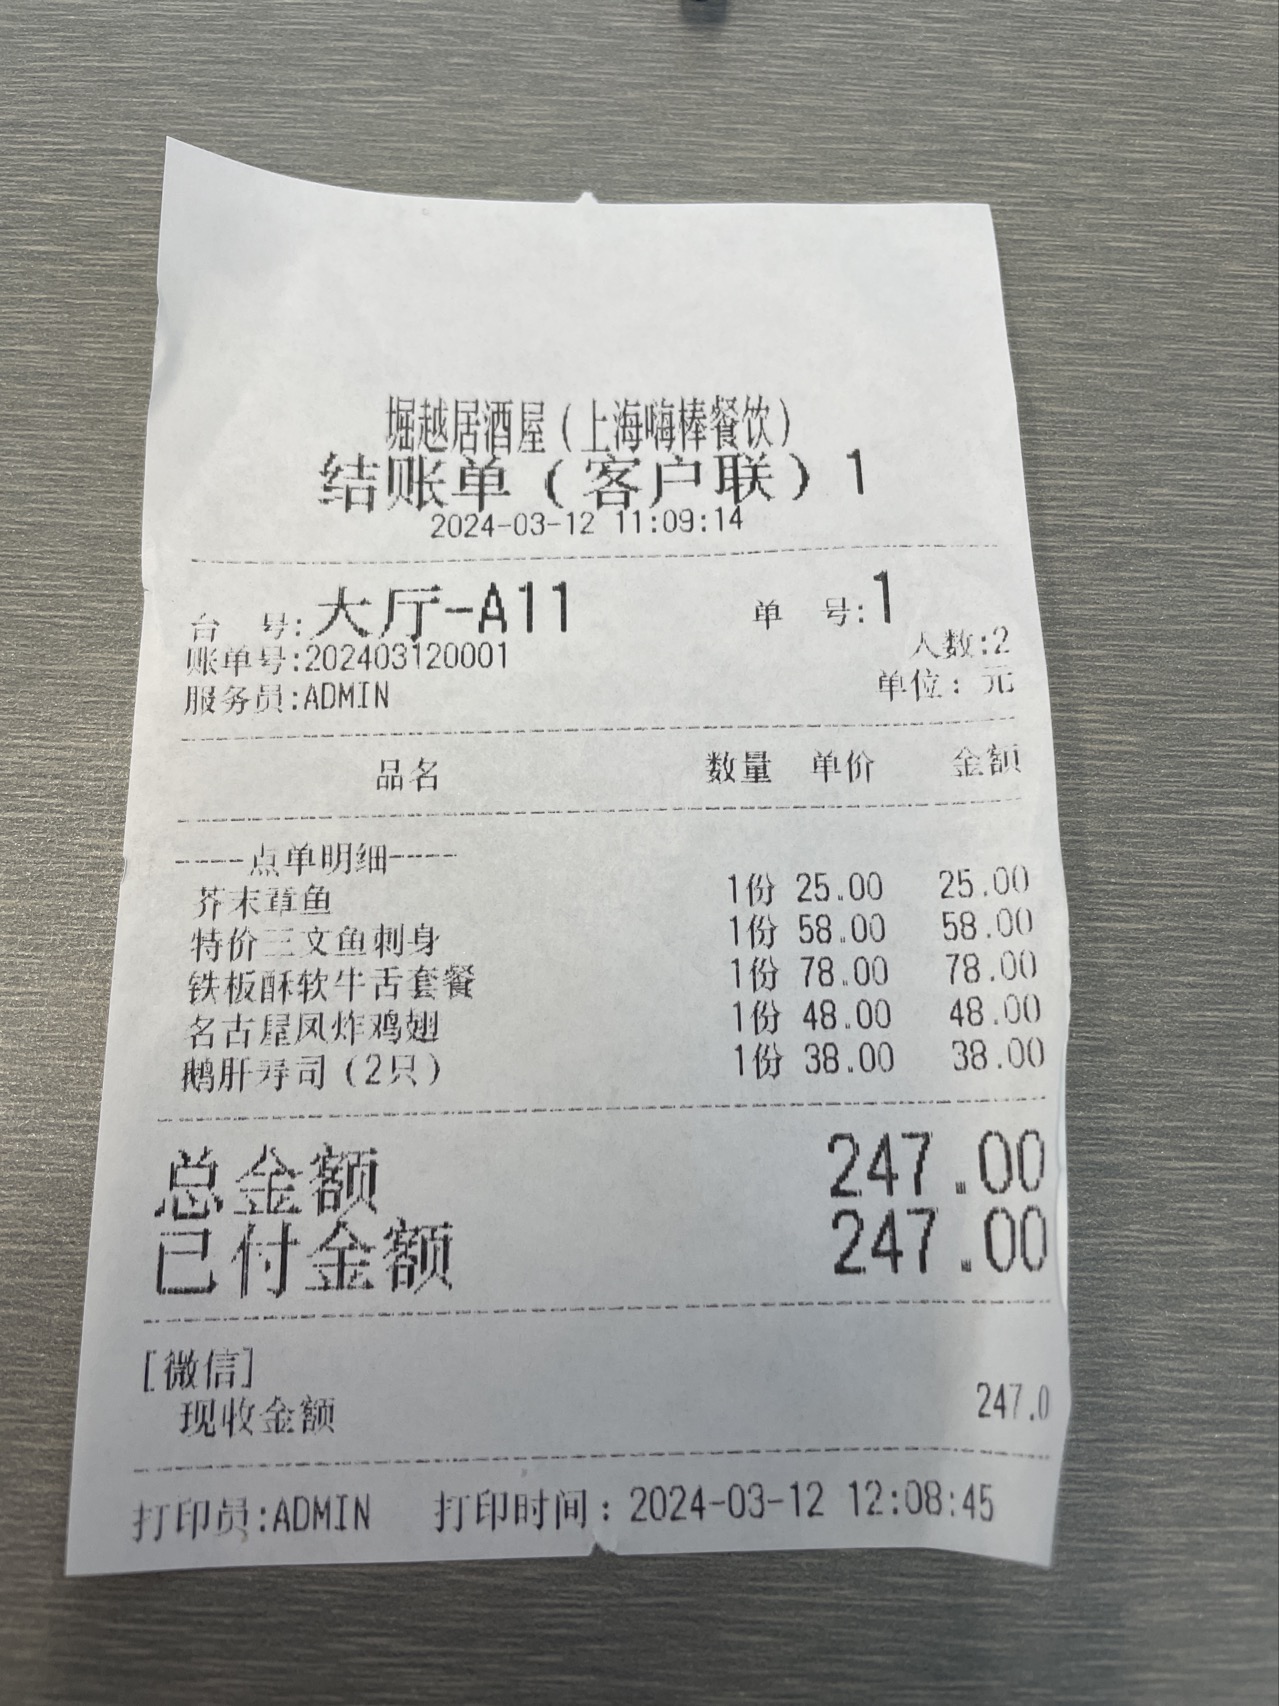 堀越居酒屋（上海嗨棒餐饮）
结账单（客户联）1
2024-03-12 11:09:14
台 号:大厅-A11 单 号:1
账单号:202403120001 人数:2
服务员:ADMIN 单位：元
品名 数量 单价 金额
----点单明细----
芥末章鱼 1份 25.00 25.00
特价三文鱼刺身 1份 58.00 58.00
铁板酥软牛舌套餐 1份 78.00 78.00
名古屋风炸鸡翅 1份 48.00 48.00
鹅肝寿司（2只） 1份 38.00 38.00
总金额 247.00
已付金额 247.00
[微信]
现收金额 247.0
打印员:ADMIN 打印时间：2024-03-12 12:08:45